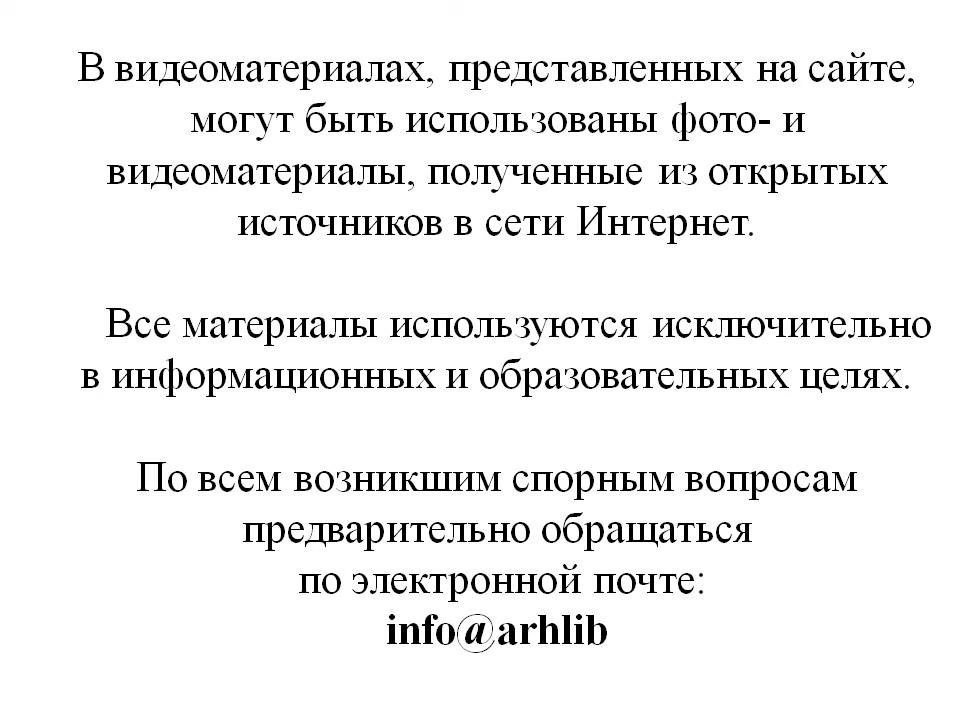 В видеоматериалах, представленных на сайте,
могут быть использованы фото- и
видеоматериалы, полученные из открытых
источников в сети Интернет.
Все материалы используются исключительно
в информационных и образовательных целях.
По всем возникшим спорным вопросам
предварительно обращаться
по электронной почте:
info@arhlib